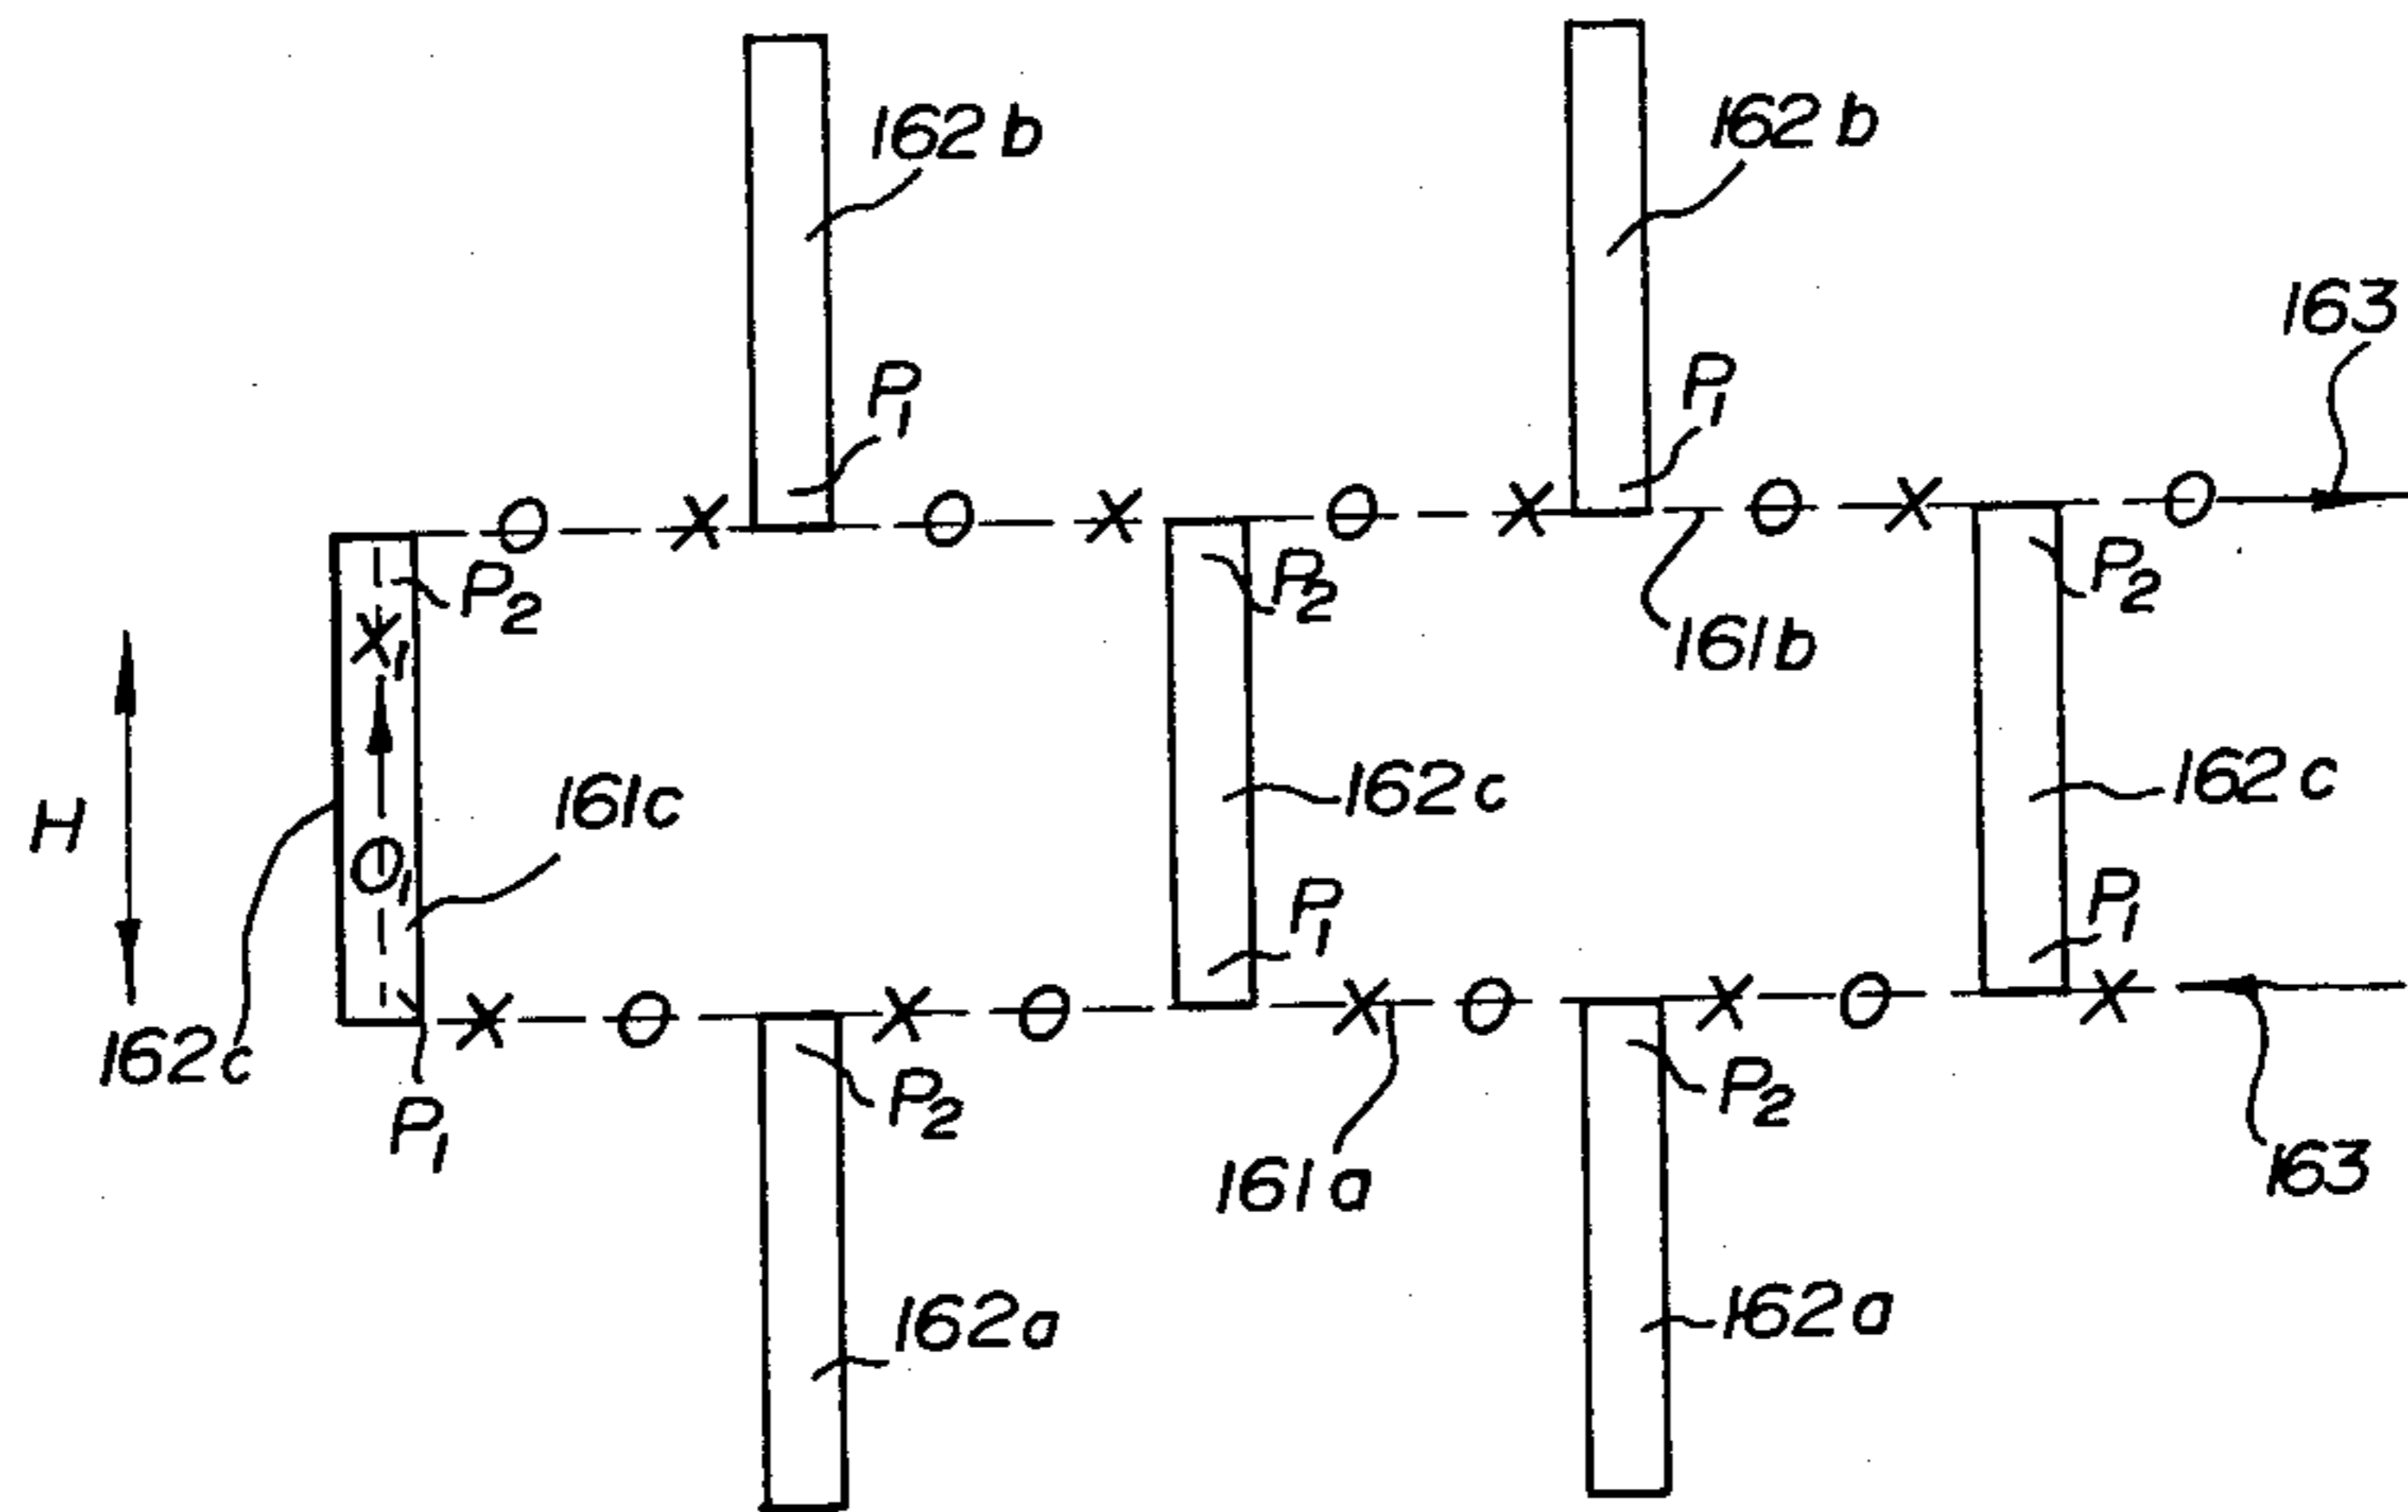 162b
162b
163
P1
P1
O X O X O X O X O
P2
P2
P2
X1
161b
H
161c
162c
162c
O1
P1
P1
X O X O X O X O X
162c
P1
P2
P2
161a
163
162a
162a